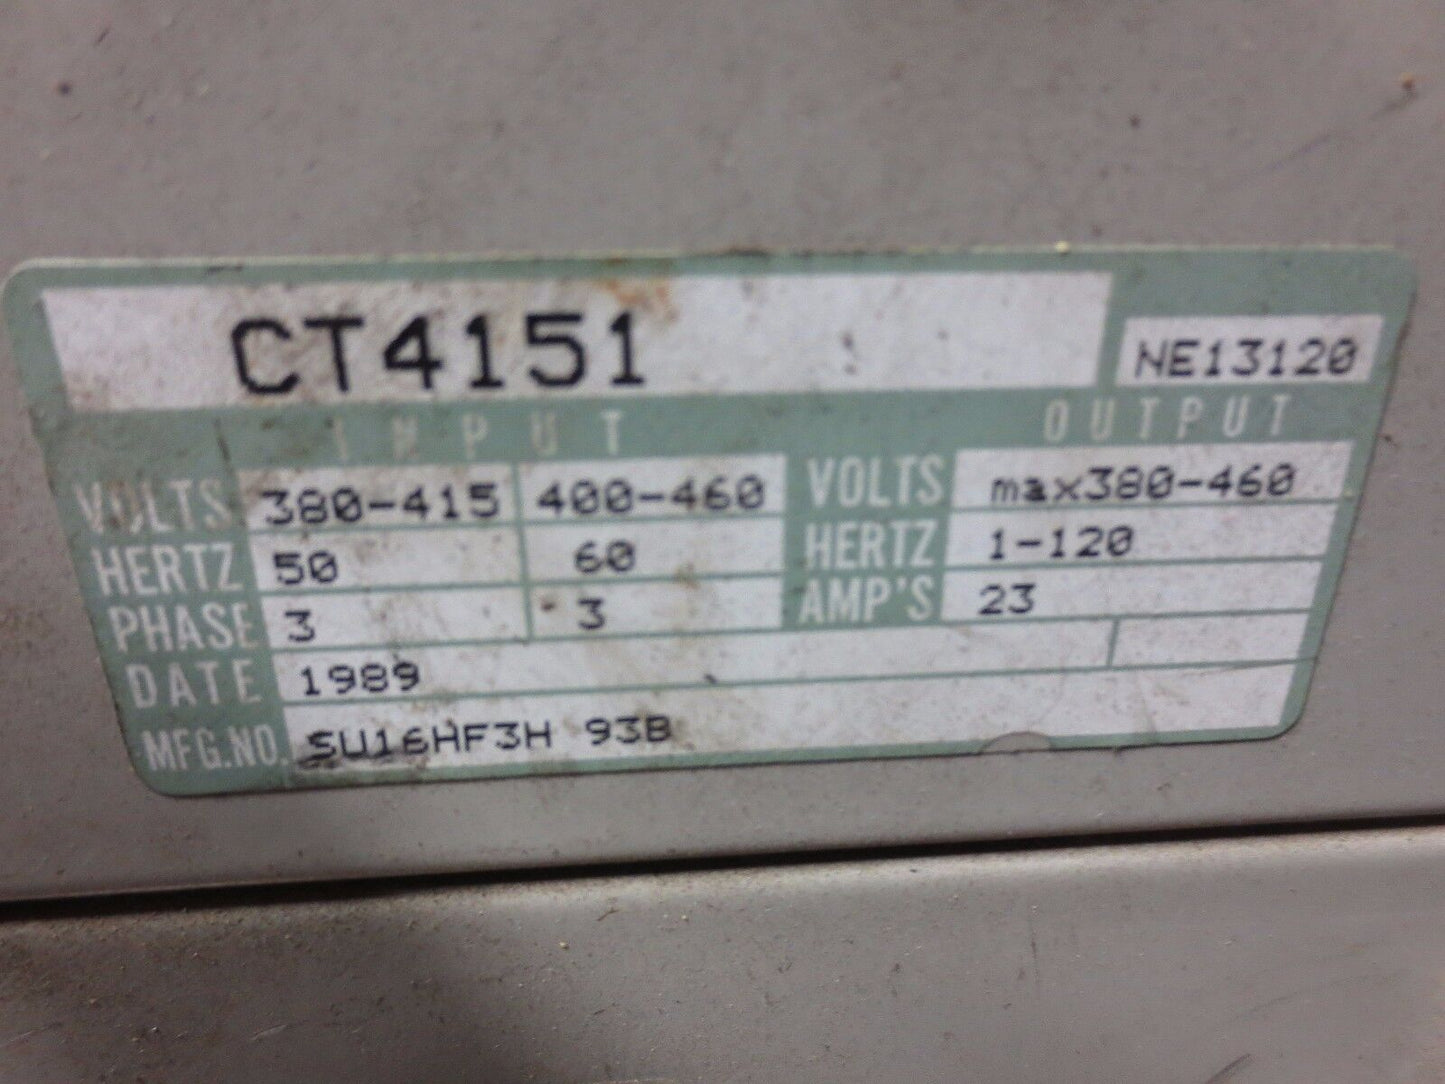 CT4151 NE13120
INPUT OUTPUT
VOLTS 380-415 400-460 VOLTS max380-460
HERTZ 50 60 HERTZ 1-120
PHASE 3 3 AMP'S 23
DATE 1989
MFG.NO. SU16HF3H 93B